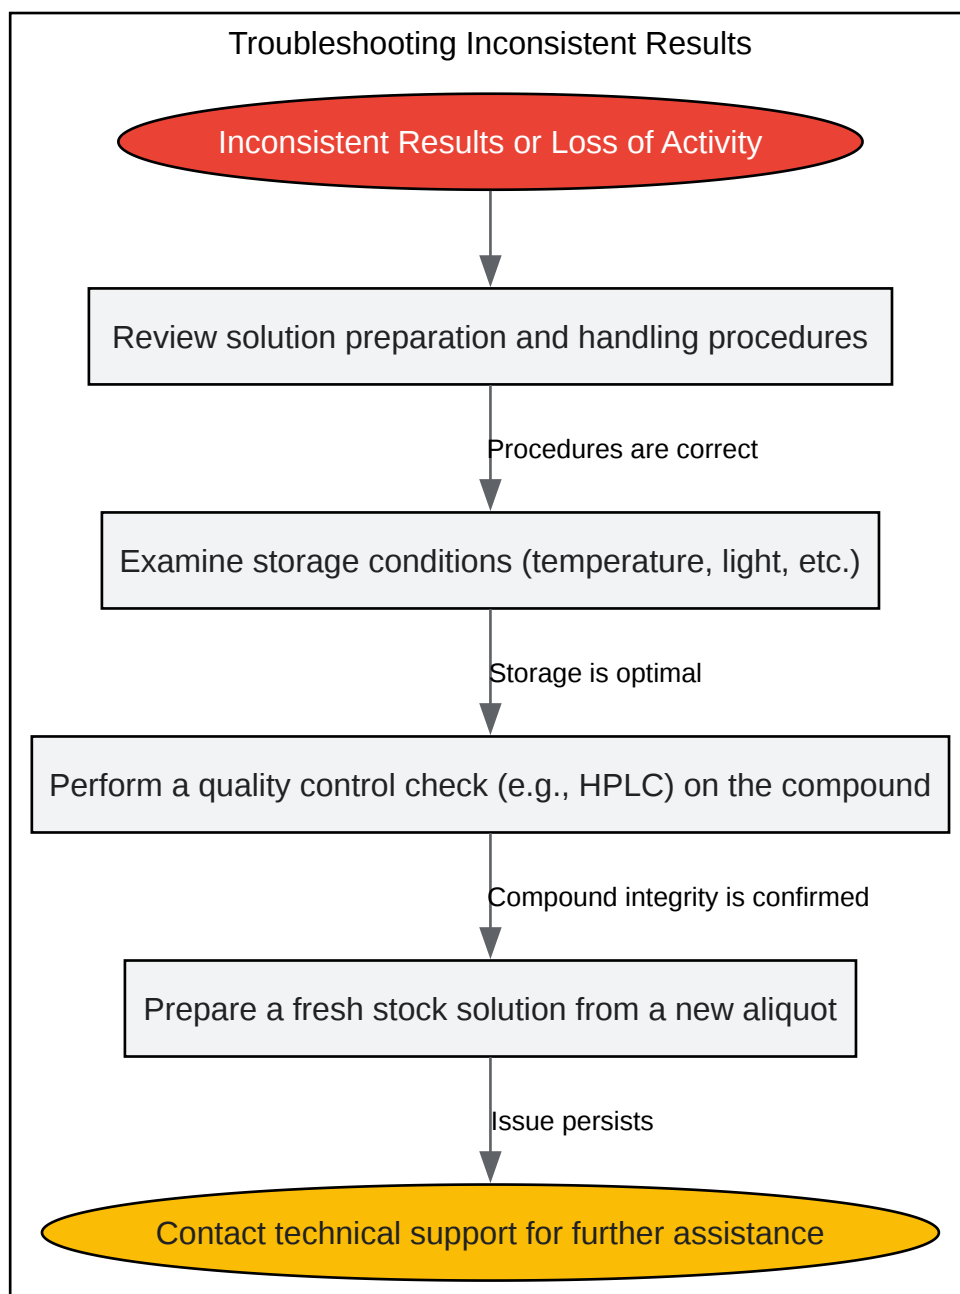 Troubleshooting Inconsistent Results
Inconsistent Results or Loss of Activity
Review solution preparation and handling procedures
Procedures are correct
Examine storage conditions (temperature, light, etc.)
Storage is optimal
Perform a quality control check (e.g., HPLC) on the compound
Compound integrity is confirmed
Prepare a fresh stock solution from a new aliquot
Issue persists
Contact technical support for further assistance